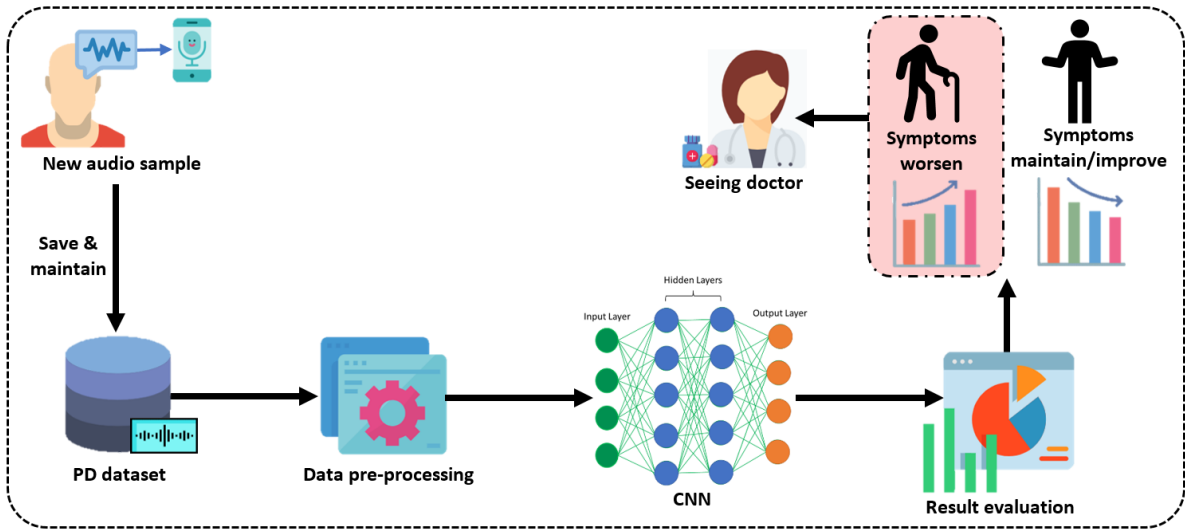 New audio sample
Save &
maintain
PD dataset
Data pre-processing
Input Layer
Hidden Layers
Output Layer
CNN
Result evaluation
Symptoms
worsen
Symptoms
maintain/improve
Seeing doctor